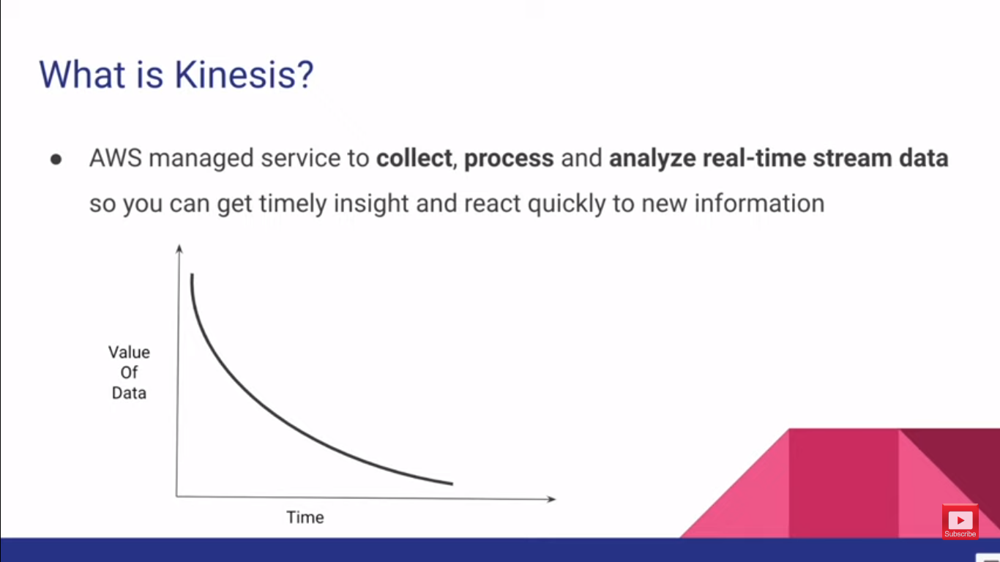 What is Kinesis?
● AWS managed service to collect, process and analyze real-time stream data
so you can get timely insight and react quickly to new information
Value
Of
Data
Time
Subscribe